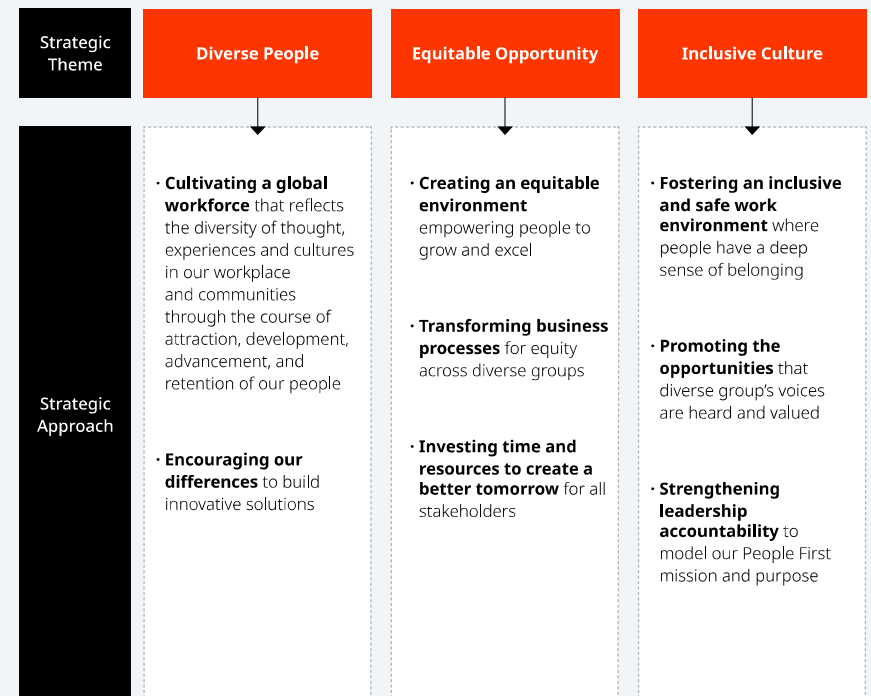 Strategic
Theme
Diverse People
Equitable Opportunity
Inclusive Culture
Strategic
Approach
· Cultivating a global
workforce that reflects
the diversity of thought,
experiences and cultures
in our workplace
and communities
through the course of
attraction, development,
advancement, and
retention of our people
· Encouraging our
differences to build
innovative solutions
· Creating an equitable
environment
empowering people to
grow and excel
· Transforming business
processes for equity
across diverse groups
· Investing time and
resources to create a
better tomorrow for all
stakeholders
· Fostering an inclusive
and safe work
environment where
people have a deep
sense of belonging
· Promoting the
opportunities that
diverse group's voices
are heard and valued
· Strengthening
leadership
accountability to
model our People First
mission and purpose